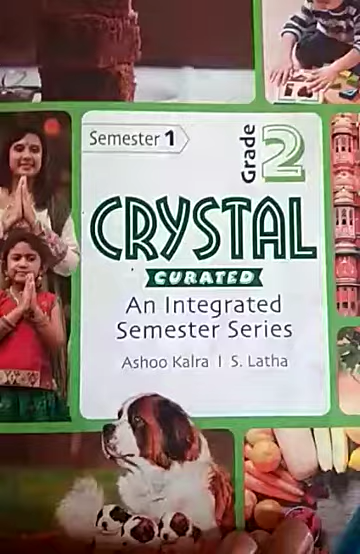 Semester 1
Grade 2
CRYSTAL
CURATED
An Integrated
Semester Series
Ashoo Kalra | S. Latha